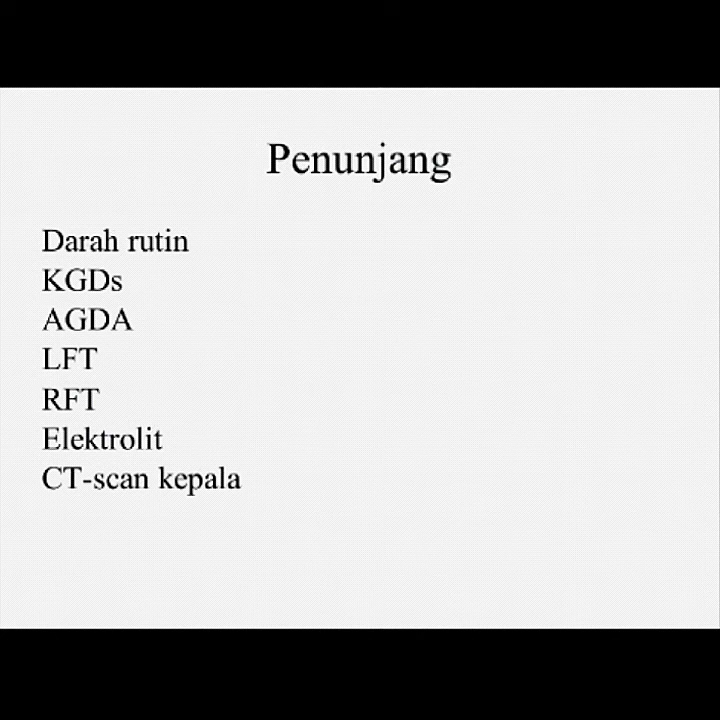 Penunjang
Darah rutin
KGDs
AGDA
LFT
RFT
Elektrolit
CT-scan kepala